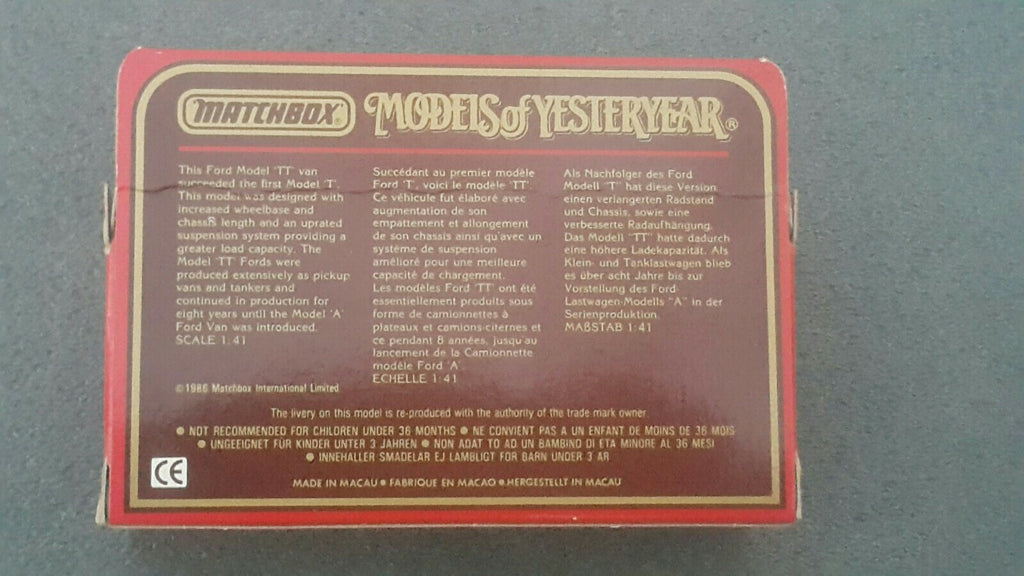 MATCHBOX® MODELS of YESTERYEAR®
This Ford Model 'TT' van
succeeded the first Model 'T'.
This model was designed with
increased wheelbase and
chassR length and an uprated
suspension system providing a
greater load capacity. The
Model 'TT' Fords were
produced extensively as pickup
vans and tankers and
continued in production for
eight years until the Model 'A'
Ford Van was introduced.
SCALE 1:41
© 1986 Matchbox International Limited
Succédant au premier modèle
Ford 'T', voici le modèle 'TT'.
Ce véhicule fut élaboré avec
augmentation de son
empattement et allongement
de son chassis ainsi qu'avec un
système de suspension
amélioré pour une meilleure
capacité de chargement.
Les modèles Ford 'TT' ont été
essentiellement produits sous
forme de camionnettes à
plateaux et camions-citernes et
ce pendant 8 années, jusqu'au
lancement de la Camionnette
modèle Ford 'A'.
ECHELLE 1:41
Als Nachfolger des Ford
Modell "T" hat diese Version
einen verlangerten Radstand
und Chassis, sowie eine
verbesserte Radaufhängung.
Das Modell "TT" hatte dadurch
eine höhere Ladekapazität. Als
Klein- und Tanklastwagen blieb
es über acht Jahre bis zur
Vorstellung des Ford-
Lastwagen-Modells "A" in der
Serienproduktion.
MAßSTAB 1:41
The livery on this model is re-produced with the authority of the trade mark owner.
● NOT RECOMMENDED FOR CHILDREN UNDER 36 MONTHS ● NE CONVIENT PAS A UN ENFANT DE MOINS DE 36 MOIS
● UNGEEIGNET FÜR KINDER UNTER 3 JAHREN ● NON ADAT TO AD UN BAMBINO DI ETA MINORE AL 36 MESI
● INNEHALLER SMADELAR EJ LAMBLIGT FOR BARN UNDER 3 AR
CE
MADE IN MACAU ● FABRIQUE EN MACAO ● HERGESTELLT IN MACAU